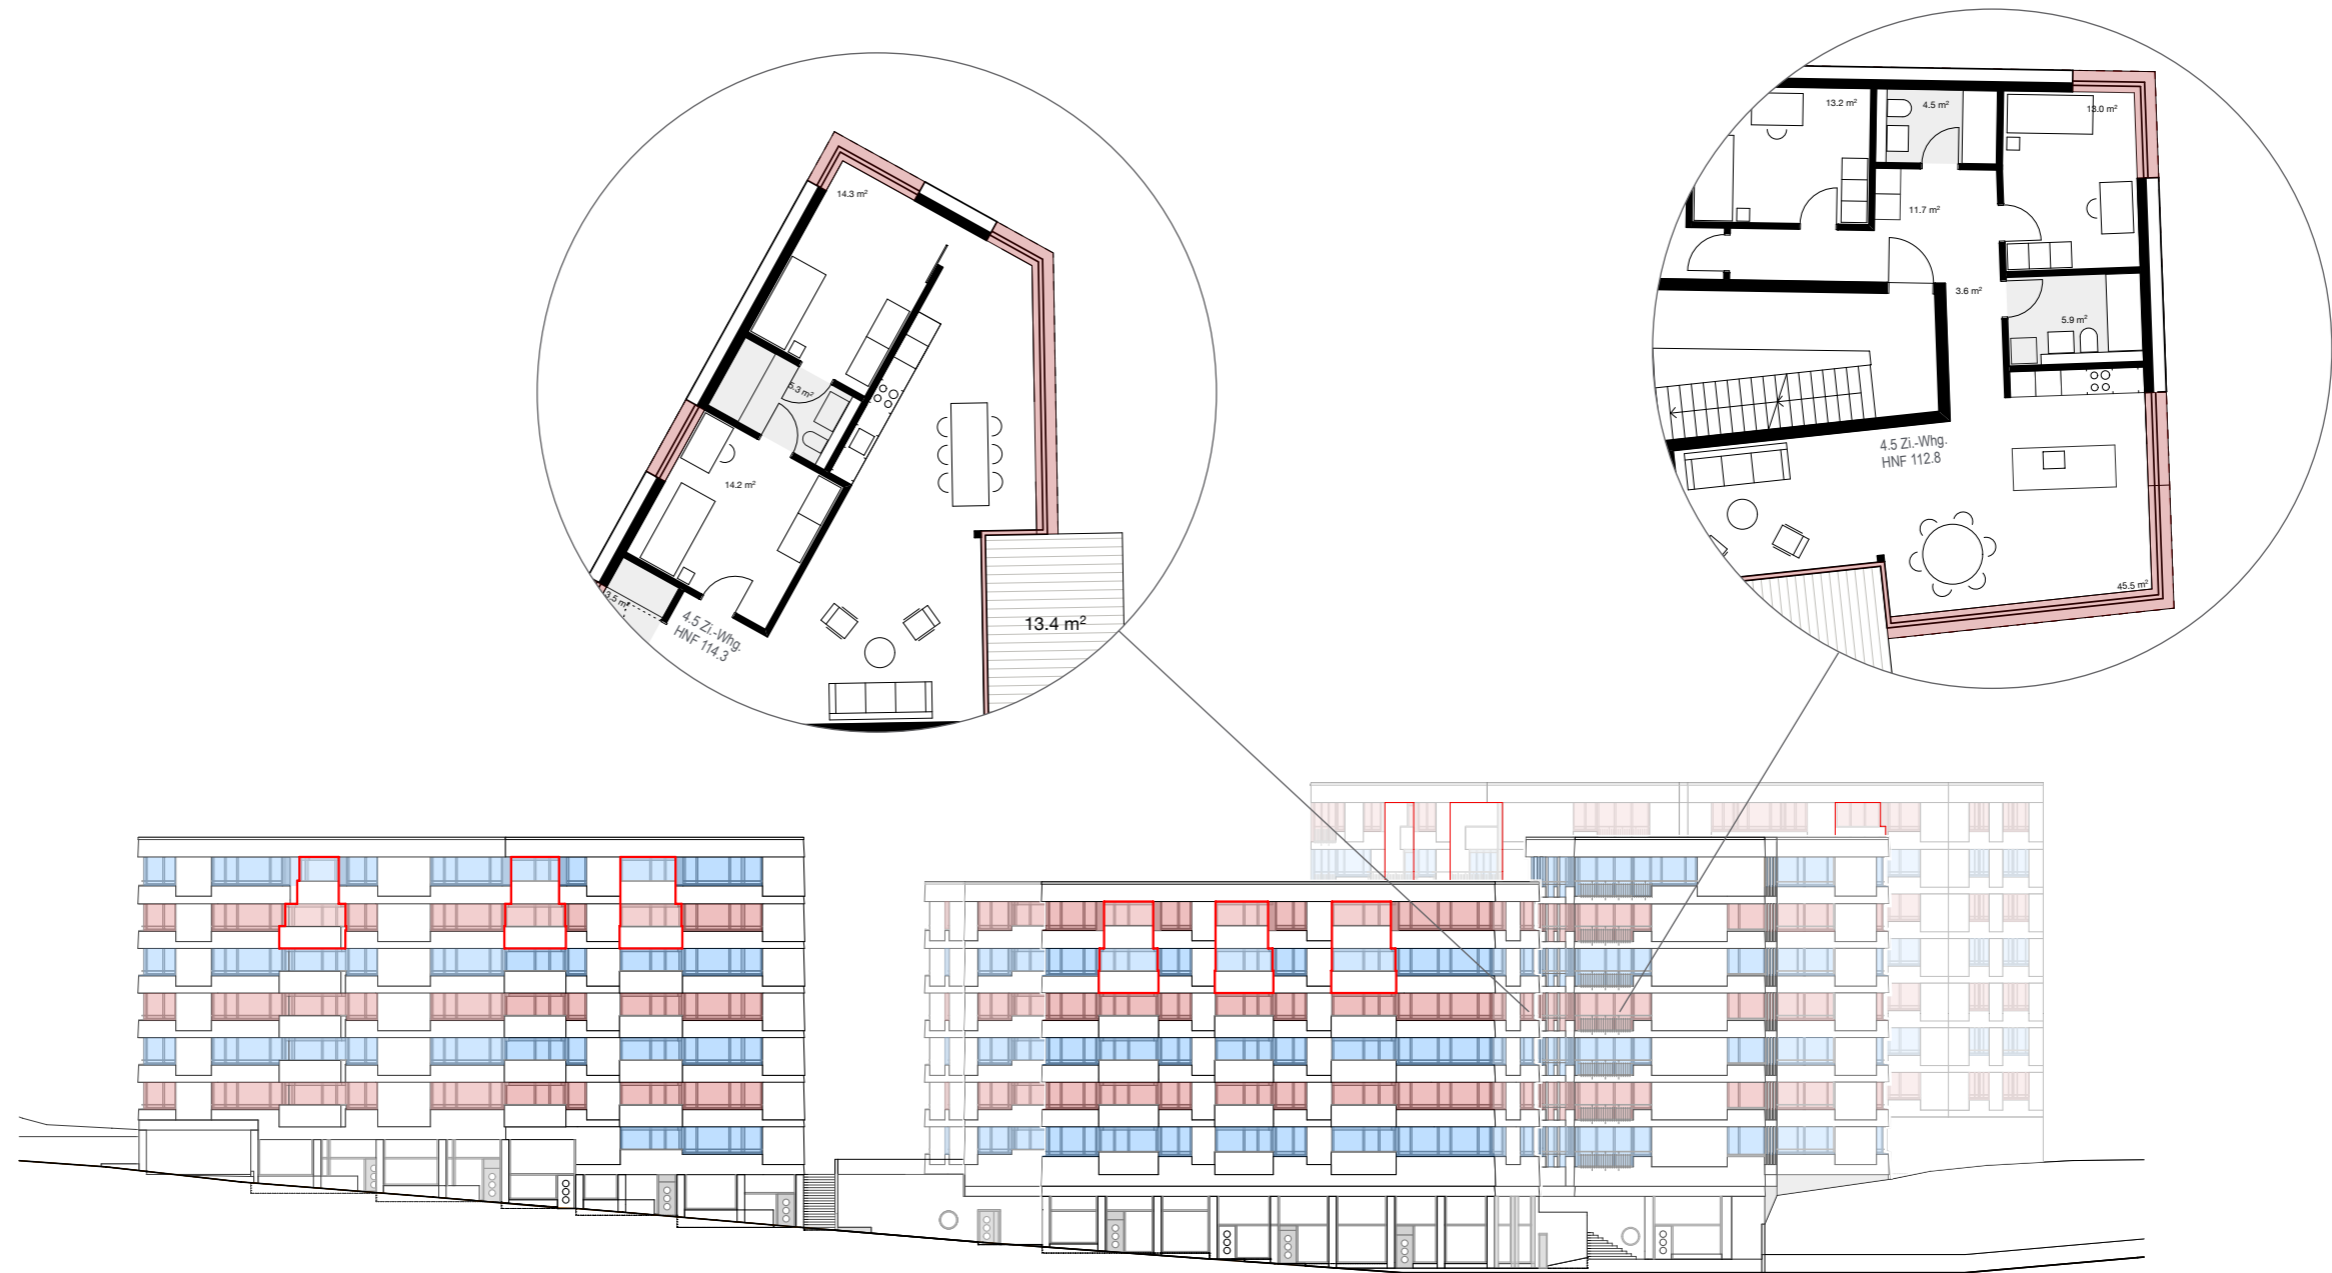 14.3 m²
5.3 m²
14.2 m²
3.5 m²
4.5 Zi.-Whg.
HNF 114.3
13.4 m²
13.2 m²
4.5 m²
13.0 m²
11.7 m²
3.6 m²
5.9 m²
4.5 Zi.-Whg.
HNF 112.8
45.5 m²